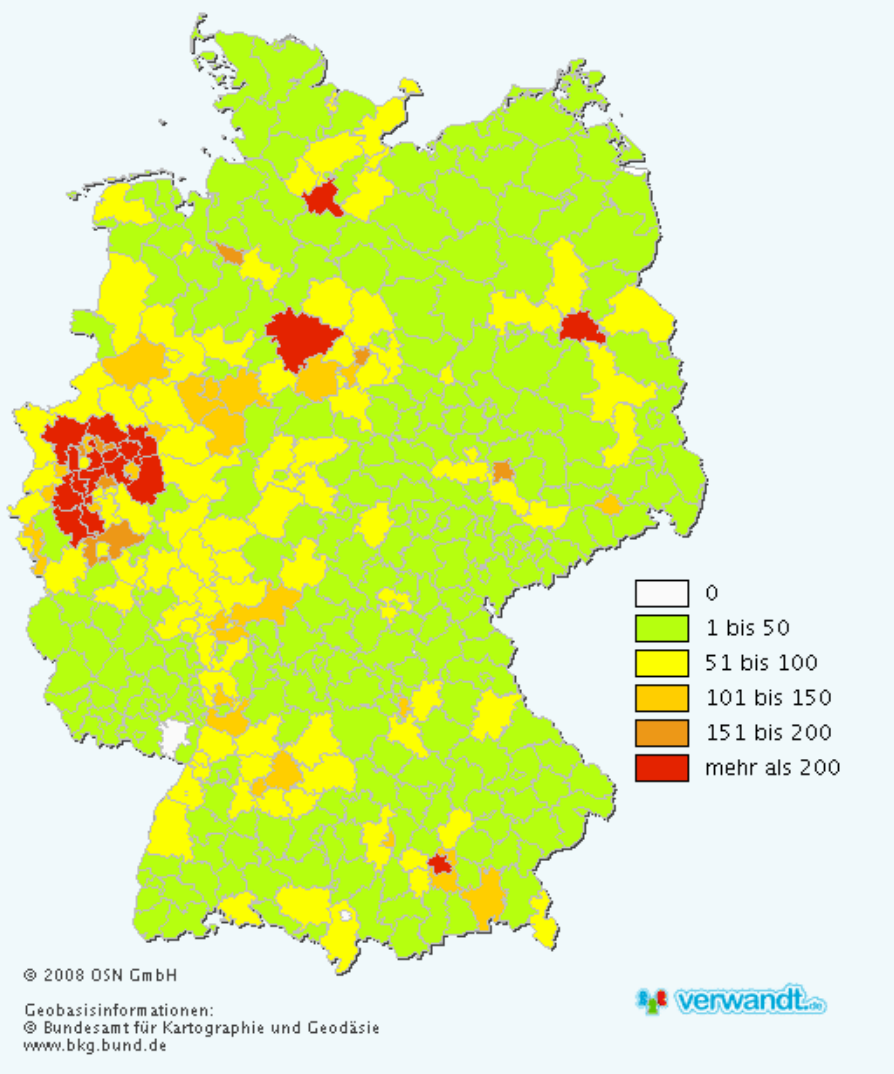 0
1 bis 50
51 bis 100
101 bis 150
151 bis 200
mehr als 200
© 2008 OSN GmbH
Geobasisinformationen:
© Bundesamt für Kartographie und Geodäsie
www.bkg.bund.de
verwandt.de